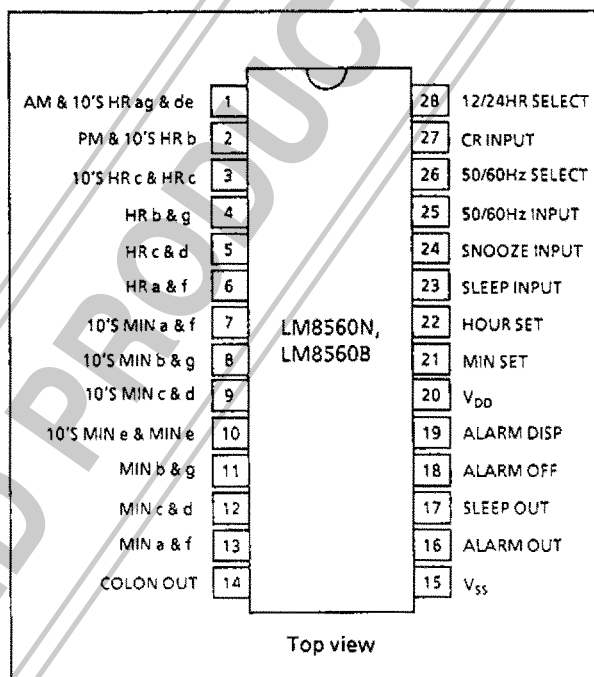 AM & 10'S HR ag & de 1
PM & 10'S HR b 2
10'S HR c & HR c 3
HR b & g 4
HR c & d 5
HR a & f 6
10'S MIN a & f 7
10'S MIN b & g 8
10'S MIN c & d 9
10'S MIN e & MIN e 10
MIN b & g 11
MIN c & d 12
MIN a & f 13
COLON OUT 14
LM8560N,
LM8560B
28 12/24HR SELECT
27 CR INPUT
26 50/60Hz SELECT
25 50/60Hz INPUT
24 SNOOZE INPUT
23 SLEEP INPUT
22 HOUR SET
21 MIN SET
20 VDD
19 ALARM DISP
18 ALARM OFF
17 SLEEP OUT
16 ALARM OUT
15 VSS
Top view
D PRODUCT